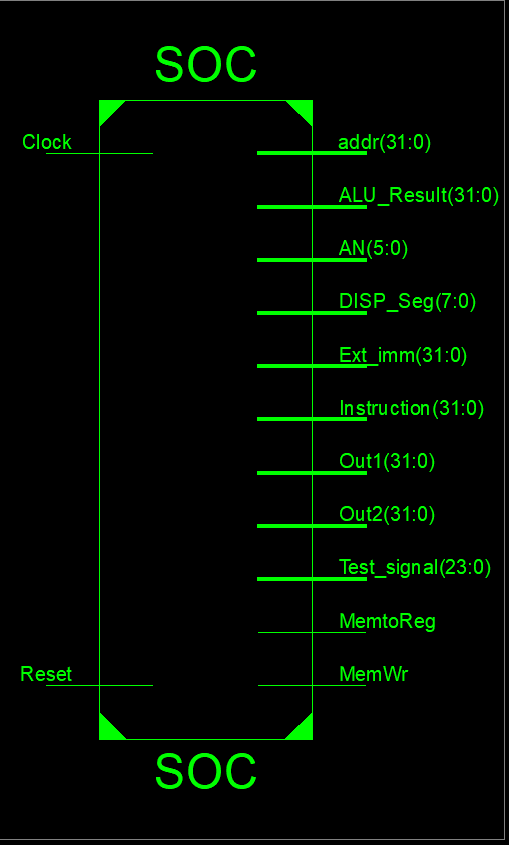 SOC
Clock
addr(31:0)
ALU_Result(31:0)
AN(5:0)
DISP_Seg(7:0)
Ext_imm(31:0)
Instruction(31:0)
Out1(31:0)
Out2(31:0)
Test_signal(23:0)
MemtoReg
Reset
MemWr
SOC